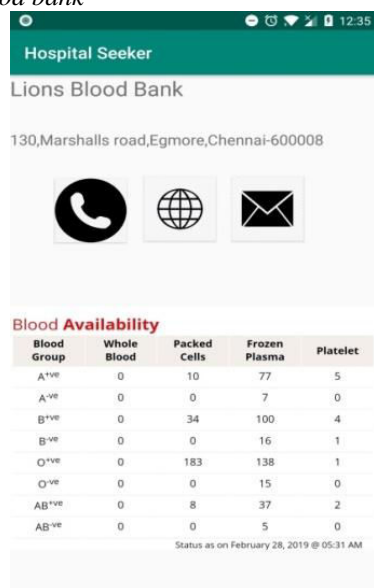 od bank
12:35
Hospital Seeker
Lions Blood Bank
130,Marshalls road,Egmore,Chennai-600008
Blood Availability
Blood Group Whole Blood Packed Cells Frozen Plasma Platelet
A+ve 0 10 77 5
A-ve 0 0 7 0
B+ve 0 34 100 4
B-ve 0 0 16 1
O+ve 0 183 138 1
O-ve 0 0 15 0
AB+ve 0 8 37 2
AB-ve 0 0 5 0
Status as on February 28, 2019 @ 05:31 AM